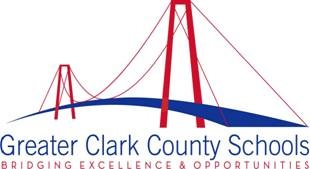 Greater Clark County Schools
BRIDGING EXCELLENCE & OPPORTUNITIES